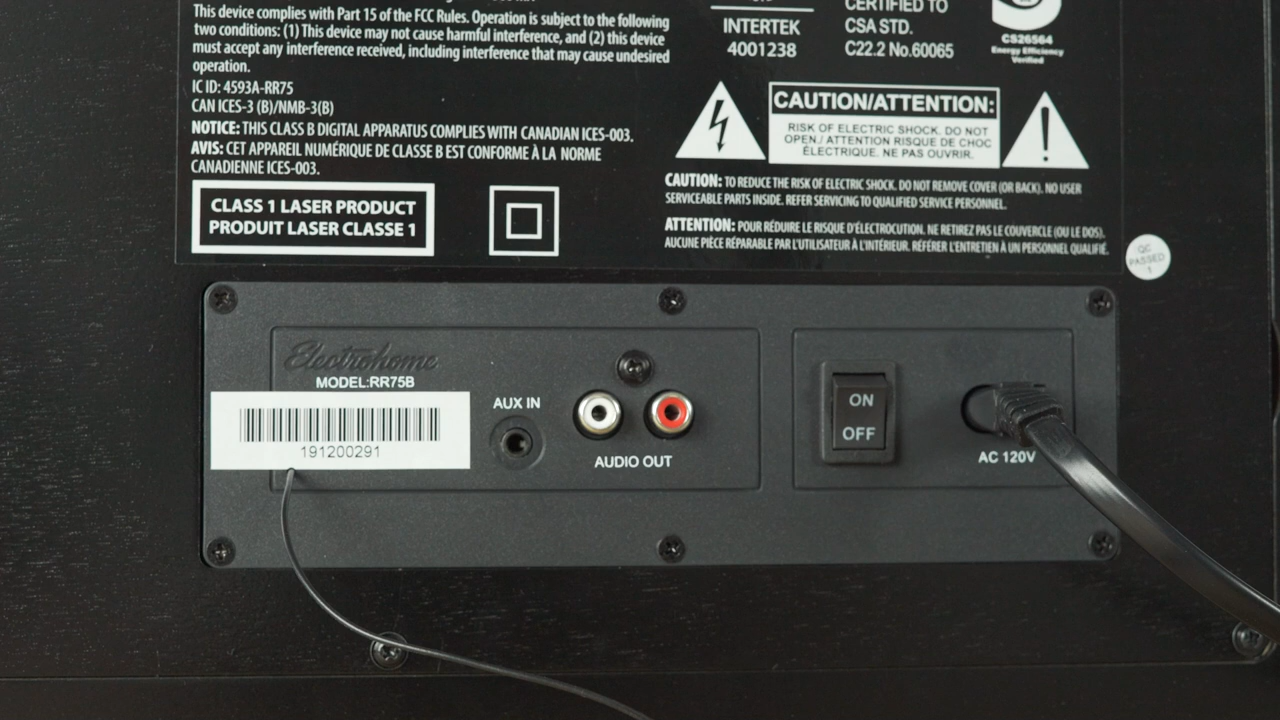 This device complies with Part 15 of the FCC Rules. Operation is subject to the following
two conditions: (1) This device may not cause harmful interference, and (2) this device
must accept any interference received, including interference that may cause undesired
operation.
IC ID: 4593A-RR75
CAN ICES-3 (B)/NMB-3(B)
NOTICE: THIS CLASS B DIGITAL APPARATUS COMPLIES WITH CANADIAN ICES-003.
AVIS: CET APPAREIL NUMÉRIQUE DE CLASSE B EST CONFORME À LA NORME
CANADIENNE ICES-003.
CLASS 1 LASER PRODUCT
PRODUIT LASER CLASSE 1
INTERTEK
4001238
CERTIFIED TO
CSA STD.
C22.2 No.60065
CS26564
Energy Efficiency
Verified
CAUTION/ATTENTION:
RISK OF ELECTRIC SHOCK. DO NOT
OPEN./ ATTENTION RISQUE DE CHOC
ÉLECTRIQUE. NE PAS OUVRIR.
CAUTION: TO REDUCE THE RISK OF ELECTRIC SHOCK. DO NOT REMOVE COVER (OR BACK). NO USER
SERVICEABLE PARTS INSIDE. REFER SERVICING TO QUALIFIED SERVICE PERSONNEL.
ATTENTION: POUR RÉDUIRE LE RISQUE D'ÉLECTROCUTION. NE RETIREZ PAS LE COUVERCLE (OU LE DOS).
AUCUNE PIÈCE RÉPARABLE PAR L'UTILISATEUR À L'INTÉRIEUR. RÉFÉRER L'ENTRETIEN À UN PERSONNEL QUALIFIÉ.
QC
PASSED
1
Electrohome
MODEL:RR75B
191200291
AUX IN
AUDIO OUT
ON
OFF
AC 120V